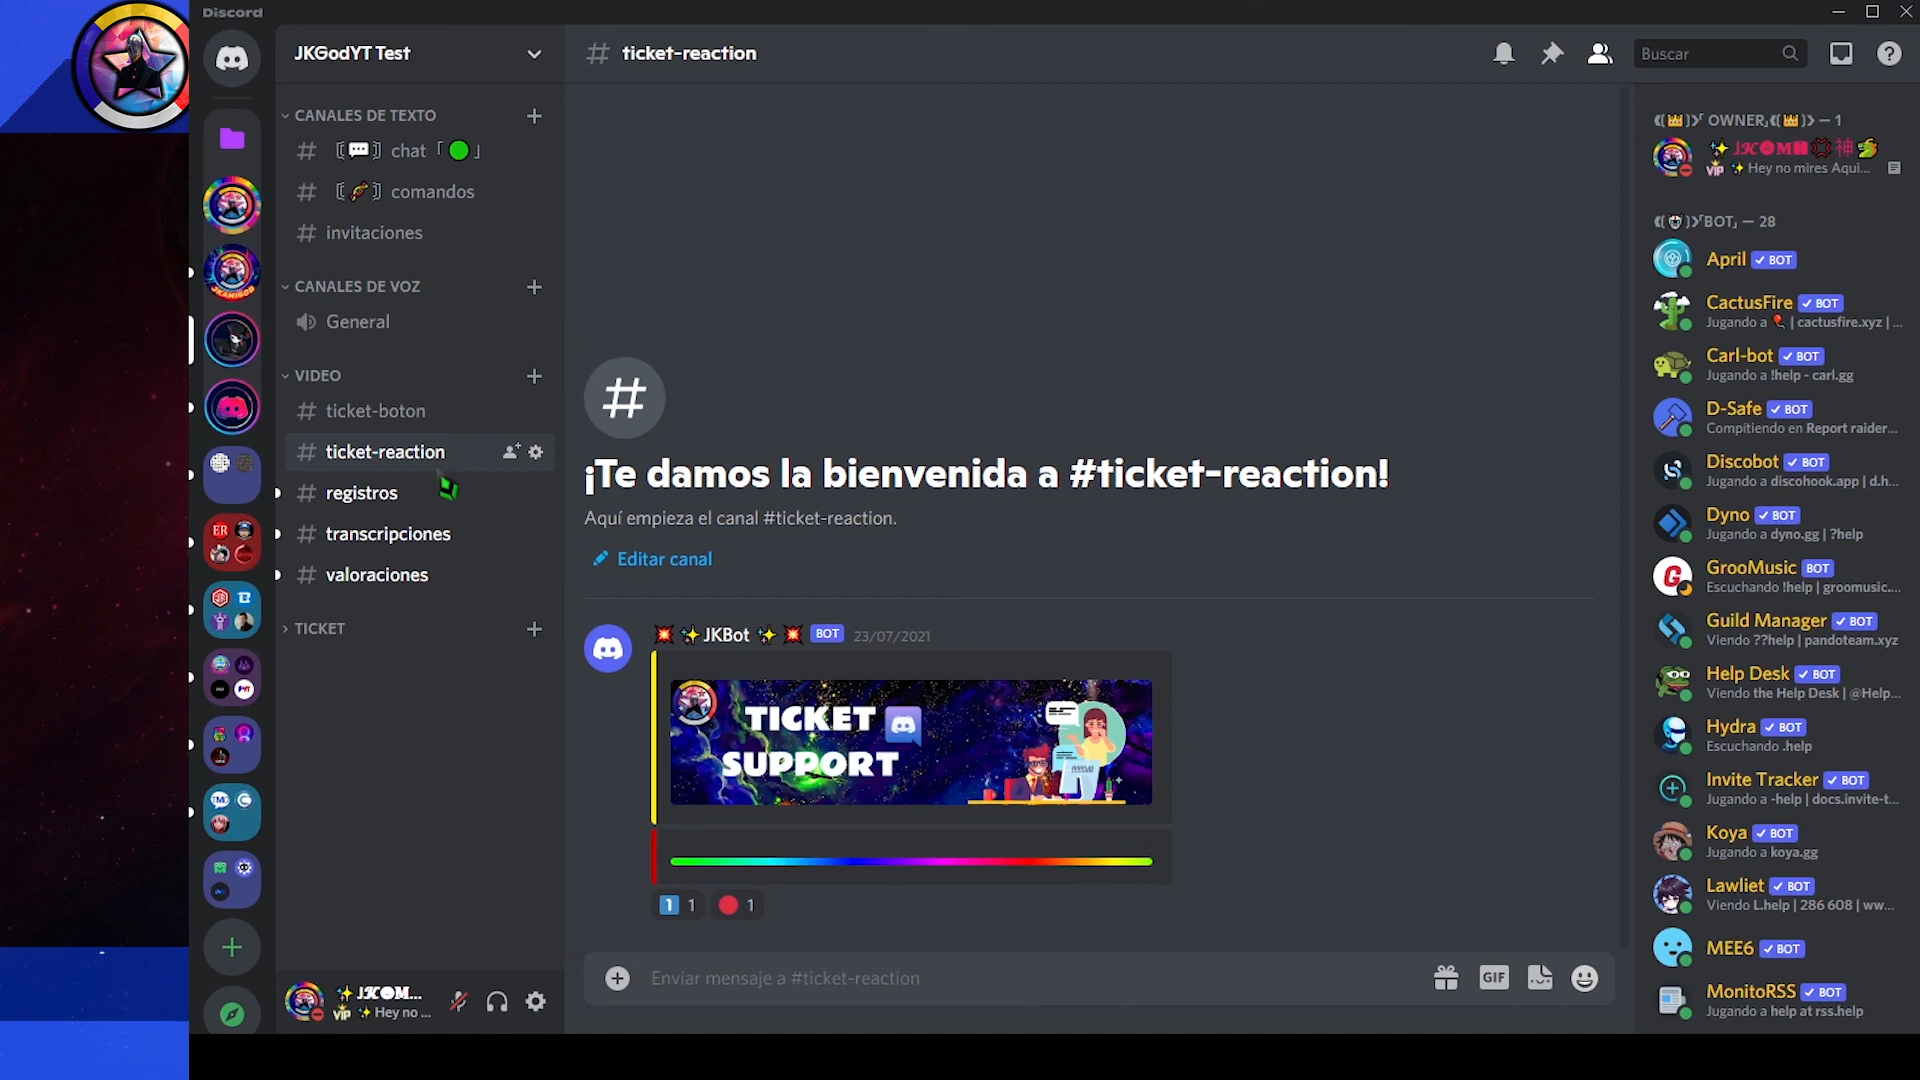 Discord
JKGodYT Test
ticket-reaction
Buscar
CANALES DE TEXTO
chat
comandos
invitaciones
CANALES DE VOZ
General
VIDEO
ticket-boton
ticket-reaction
registros
transcripciones
valoraciones
TICKET
JKOM...
VIP Hey no ...
¡Te damos la bienvenida a #ticket-reaction!
Aquí empieza el canal #ticket-reaction.
Editar canal
JKBot BOT 23/07/2021
TICKET
SUPPORT
1 1 1
Enviar mensaje a #ticket-reaction
GIF
OWNER — 1
VIP Hey no mires Aqui...
BOT — 28
April BOT
CactusFire BOT
Jugando a | cactusfire.xyz | ...
Carl-bot BOT
Jugando a !help - carl.gg
D-Safe BOT
Compitiendo en Report raider...
Discobot BOT
Jugando a discohook.app | d.h...
Dyno BOT
Jugando a dyno.gg | ?help
GrooMusic BOT
Escuchando !help | groomusic....
Guild Manager BOT
Viendo ??help | pandoteam.xyz
Help Desk BOT
Viendo the Help Desk | @Help...
Hydra BOT
Escuchando .help
Invite Tracker BOT
Jugando a -help | docs.invite-t...
Koya BOT
Jugando a koya.gg
Lawliet BOT
Viendo L.help | 286 608 | ww...
MEE6 BOT
MonitoRSS BOT
Jugando a help at rss.help